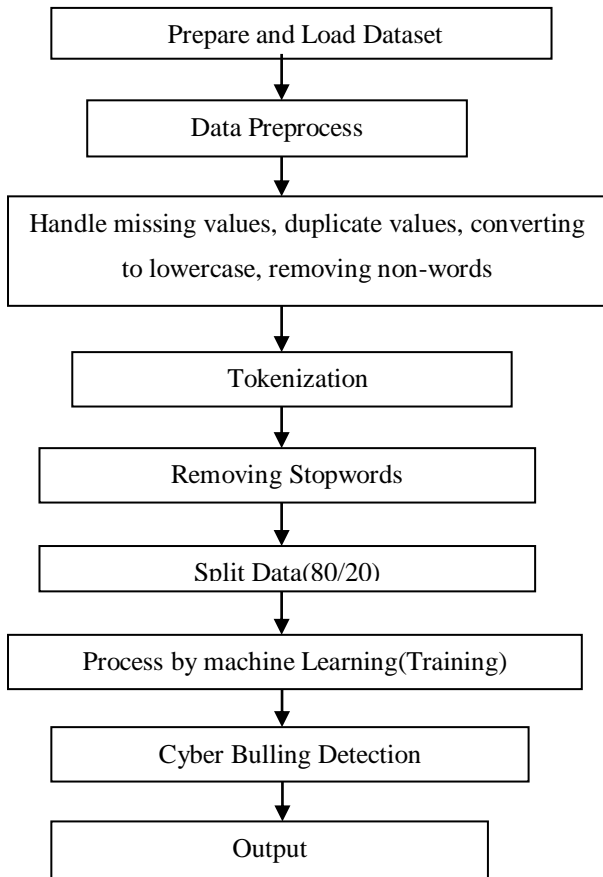 Prepare and Load Dataset
Data Preprocess
Handle missing values, duplicate values, converting
to lowercase, removing non-words
Tokenization
Removing Stopwords
Split Data(80/20)
Process by machine Learning(Training)
Cyber Bulling Detection
Output